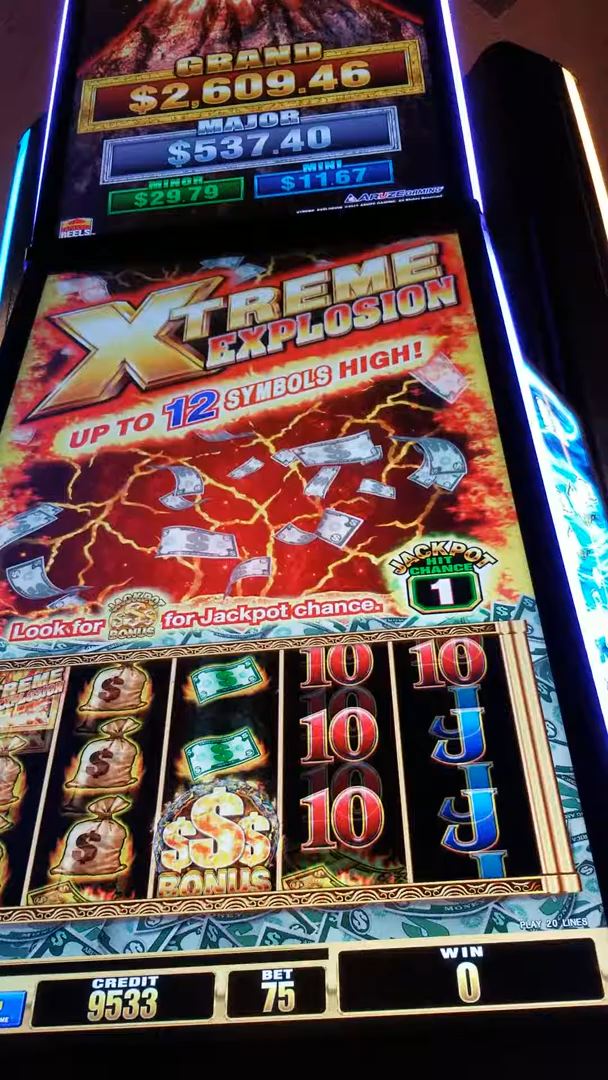 GRAND
$2,609.46
MAJOR
$537.40
MINOR
$29.79
MINI
$11.67
ARUZE GAMING
REELS
XTREME
EXPLOSION
UP TO 12 SYMBOLS HIGH!
JACKPOT
HIT
CHANCE
1
Look for JACKPOT BONUS for Jackpot chance.
10
10
10
10
J
J
J
$$$
BONUS
PLAY 20 LINES
CREDIT
9533
BET
75
WIN
0